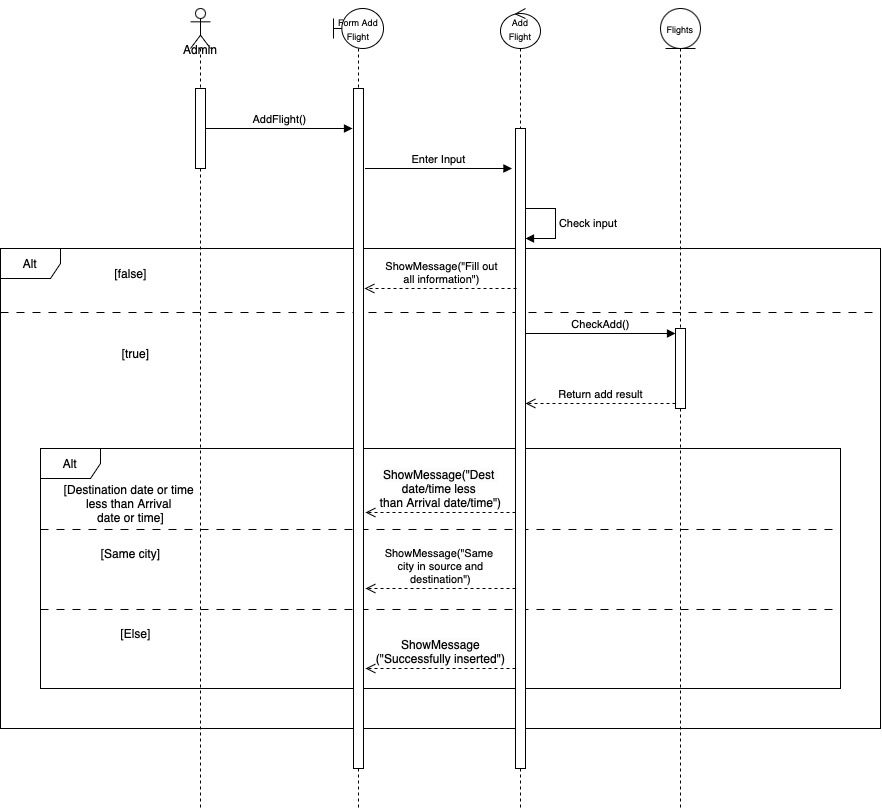 Admin
Form Add
Flight
Add
Flight
Flights
AddFlight()
Enter Input
Check input
Alt
[false]
ShowMessage("Fill out
all information")
CheckAdd()
[true]
Return add result
Alt
[Destination date or time
less than Arrival
date or time]
ShowMessage("Dest
date/time less
than Arrival date/time")
[Same city]
ShowMessage("Same
city in source and
destination")
[Else]
ShowMessage
("Successfully inserted")